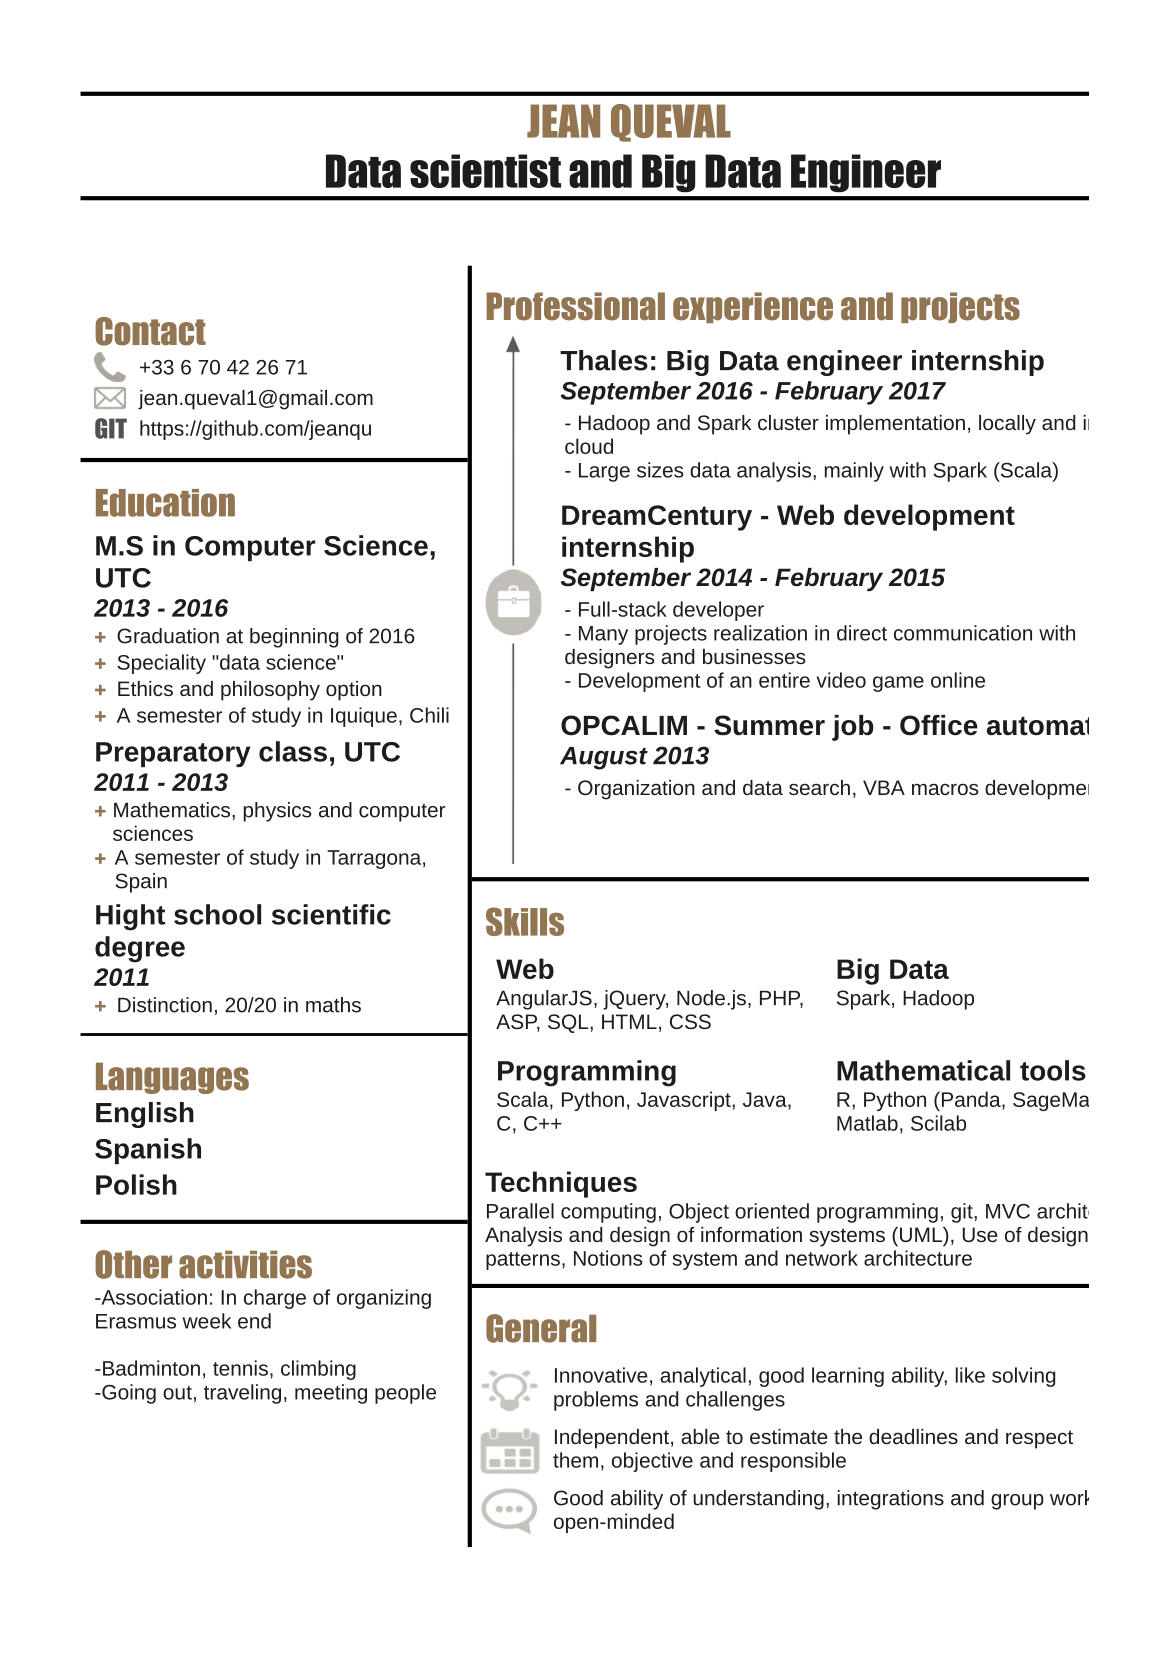 JEAN QUEVAL
Data scientist and Big Data Engineer
Contact
+33 6 70 42 26 71
jean.queval1@gmail.com
GIT https://github.com/jeanqu
Education
M.S in Computer Science,
UTC
2013 - 2016
+ Graduation at beginning of 2016
+ Speciality "data science"
+ Ethics and philosophy option
+ A semester of study in Iquique, Chili
Preparatory class, UTC
2011 - 2013
+ Mathematics, physics and computer
sciences
+ A semester of study in Tarragona,
Spain
Hight school scientific
degree
2011
+ Distinction, 20/20 in maths
Languages
English
Spanish
Polish
Other activities
-Association: In charge of organizing
Erasmus week end
-Badminton, tennis, climbing
-Going out, traveling, meeting people
Professional experience and projects
Thales: Big Data engineer internship
September 2016 - February 2017
- Hadoop and Spark cluster implementation, locally and
cloud
- Large sizes data analysis, mainly with Spark (Scala)
DreamCentury - Web development
internship
September 2014 - February 2015
- Full-stack developer
- Many projects realization in direct communication with
designers and businesses
- Development of an entire video game online
OPCALIM - Summer job - Office automat
August 2013
- Organization and data search, VBA macros developme
Skills
Web
AngularJS, jQuery, Node.js, PHP,
ASP, SQL, HTML, CSS
Big Data
Spark, Hadoop
Programming
Scala, Python, Javascript, Java,
C, C++
Mathematical tools
R, Python (Panda, SageMa
Matlab, Scilab
Techniques
Parallel computing, Object oriented programming, git, MVC archit
Analysis and design of information systems (UML), Use of design
patterns, Notions of system and network architecture
General
Innovative, analytical, good learning ability, like solving
problems and challenges
Independent, able to estimate the deadlines and respect
them, objective and responsible
Good ability of understanding, integrations and group work
open-minded